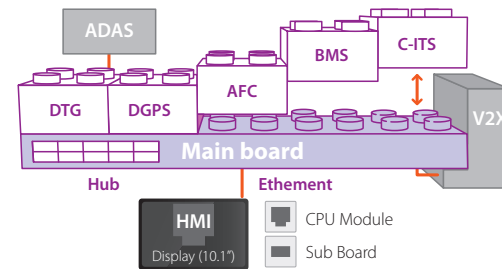 ADAS
BMS
C-ITS
AFC
DTG
DGPS
V2X
Main board
Hub
Ethement
HMI
Display (10.1″)
CPU Module
Sub Board